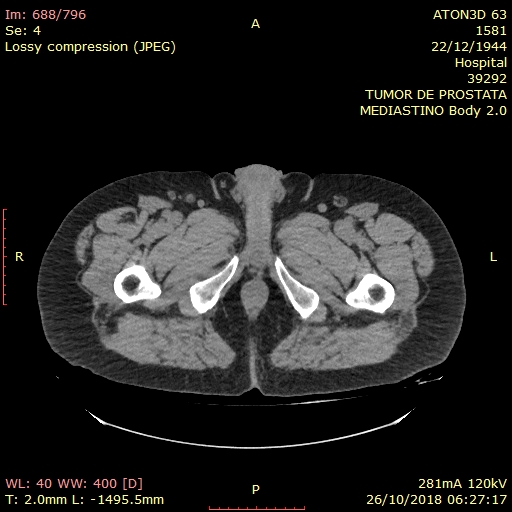 Im: 688/796
Se: 4
Lossy compression (JPEG)
A
ATON3D 63
1581
22/12/1944
Hospital
39292
TUMOR DE PROSTATA
MEDIASTINO Body 2.0
R
L
WL: 40 WW: 400 [D]
T: 2.0mm L: -1495.5mm
P
281mA 120kV
26/10/2018 06:27:17